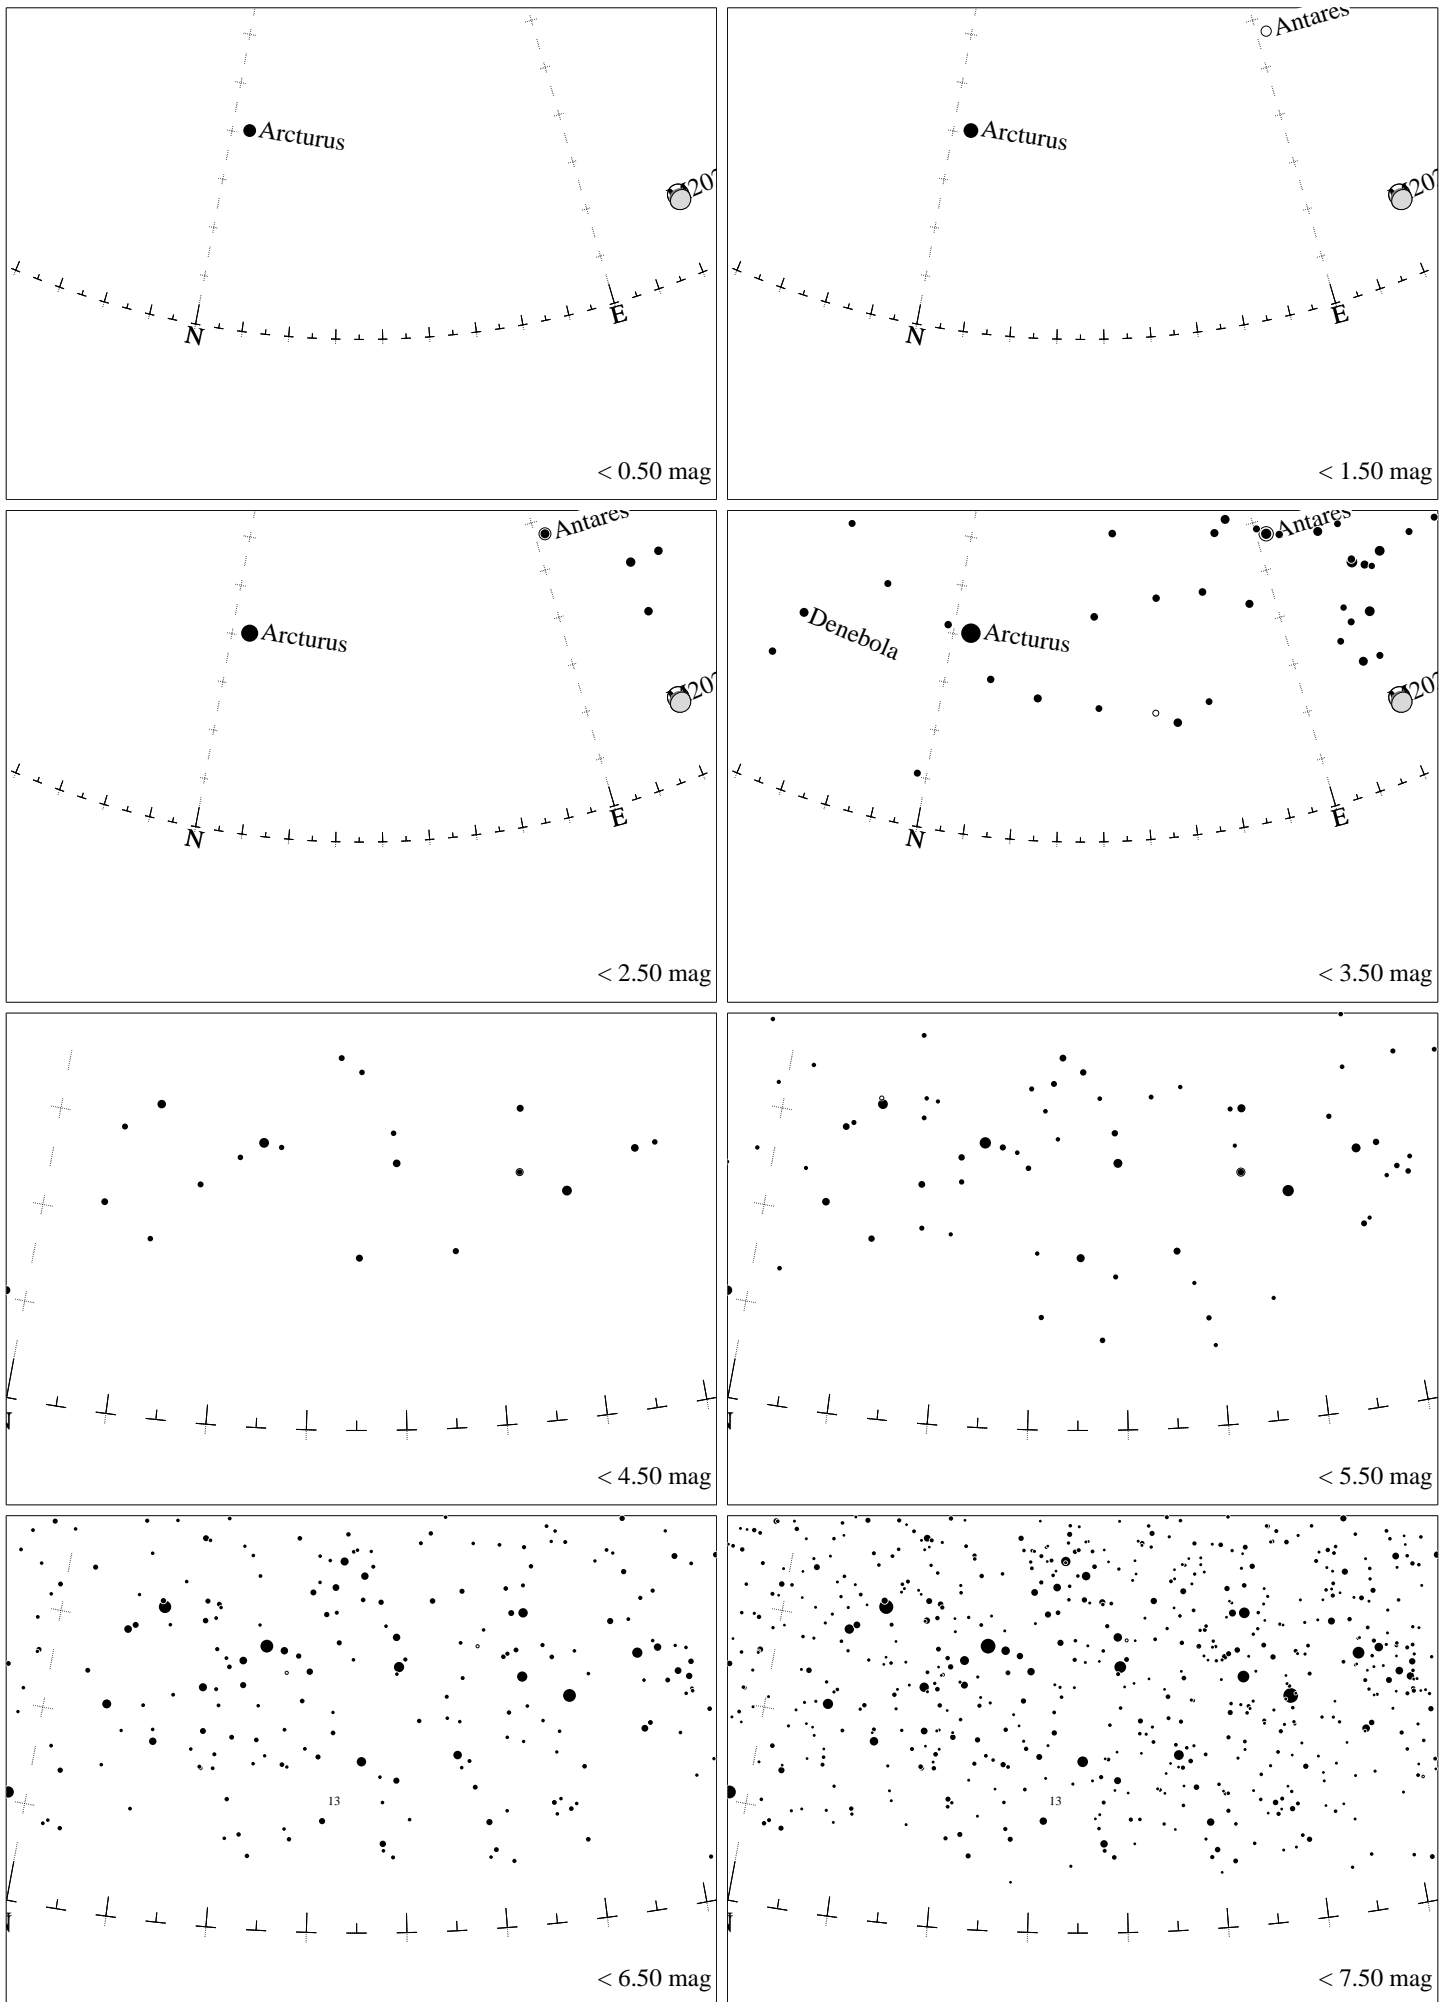 Arcturus
N
E
< 0.50 mag
Antares
Arcturus
N
E
< 1.50 mag
Antares
Arcturus
N
E
< 2.50 mag
Antares
Denebola
Arcturus
N
E
< 3.50 mag
< 4.50 mag
< 5.50 mag
13
< 6.50 mag
13
< 7.50 mag